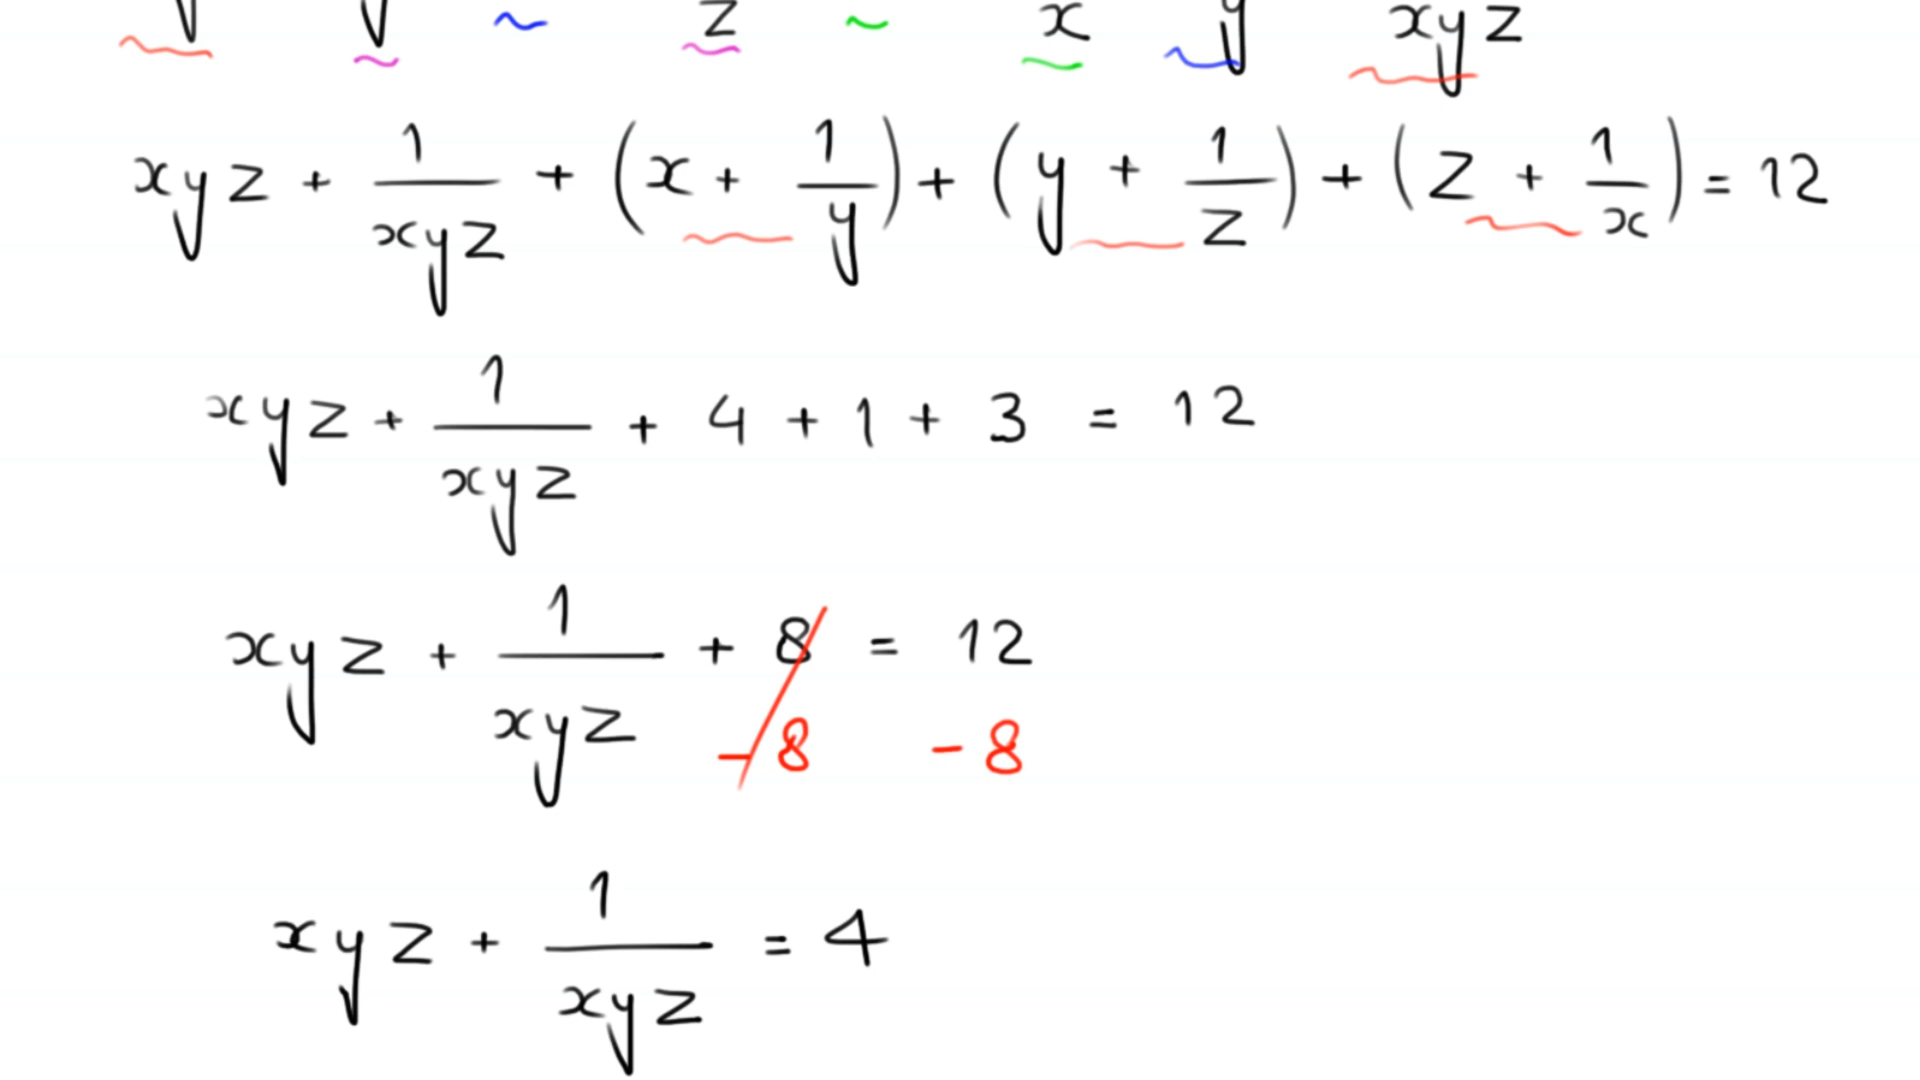 y y z x y xyz
xyz + 1/xyz + (x + 1/y) + (y + 1/z) + (z + 1/x) = 12
xyz + 1/xyz + 4 + 1 + 3 = 12
xyz + 1/xyz + 8 = 12
-8 -8
xyz + 1/xyz = 4